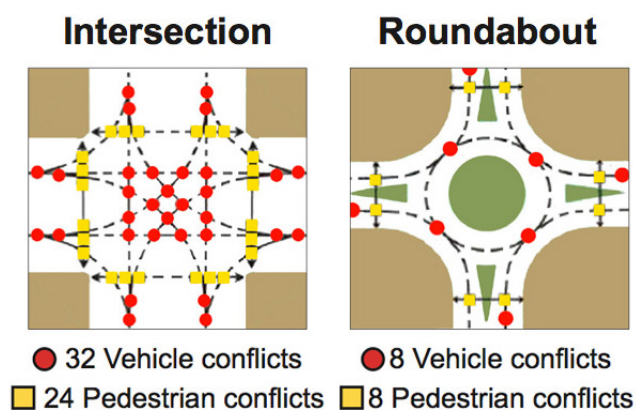 Intersection
Roundabout
32 Vehicle conflicts
8 Vehicle conflicts
24 Pedestrian conflicts
8 Pedestrian conflicts